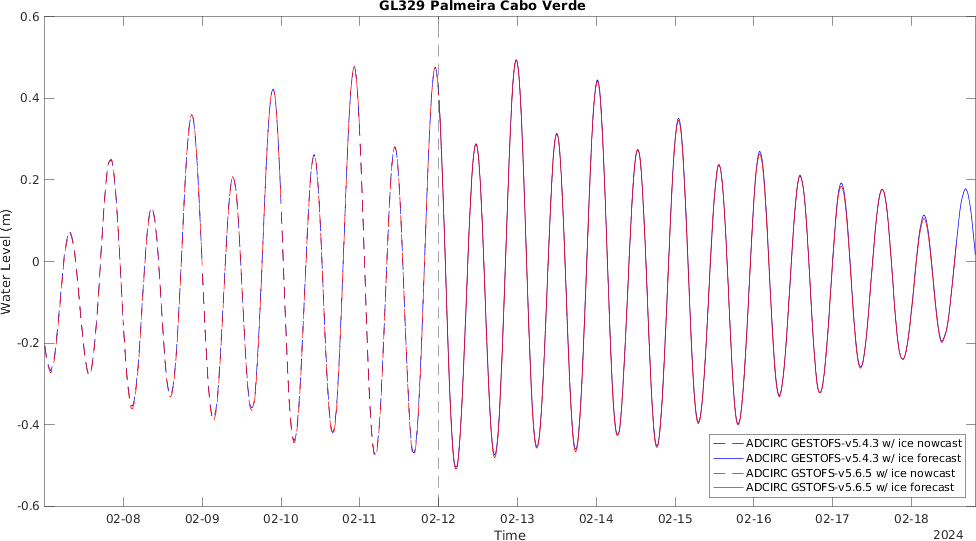 GL329 Palmeira Cabo Verde
0.6
0.4
0.2
0
-0.2
-0.4
-0.6
Water Level (m)
ADCIRC GESTOFS-v5.4.3 w/ ice nowcast
ADCIRC GESTOFS-v5.4.3 w/ ice forecast
ADCIRC GSTOFS-v5.6.5 w/ ice nowcast
ADCIRC GSTOFS-v5.6.5 w/ ice forecast
02-08 02-09 02-10 02-11 02-12 02-13 02-14 02-15 02-16 02-17 02-18
Time
2024